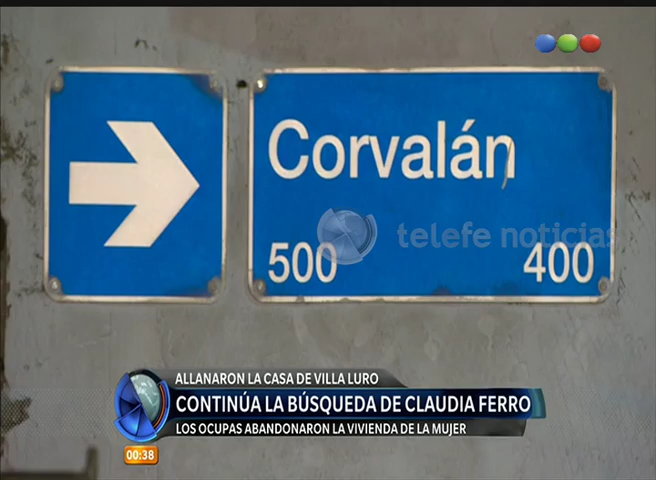 Corvalán
500 400
telefe noticias
ALLANARON LA CASA DE VILLA LURO
CONTINÚA LA BÚSQUEDA DE CLAUDIA FERRO
LOS OCUPAS ABANDONARON LA VIVIENDA DE LA MUJER
00:38